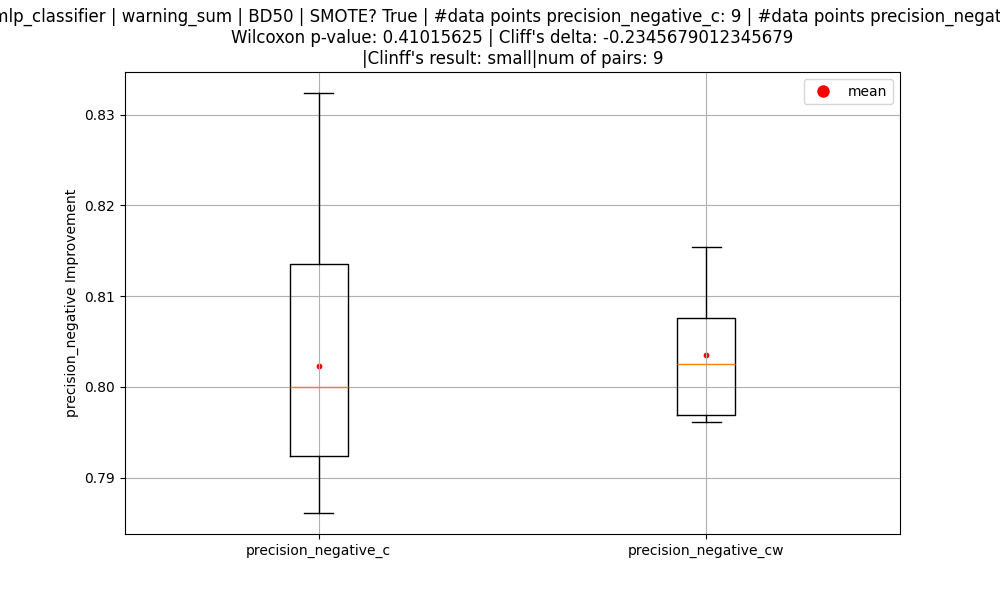 mlp_classifier | warning_sum | BD50 | SMOTE? True | #data points precision_negative_c: 9 | #data points
Wilcoxon p-value: 0.41015625 | Cliff's delta: -0.2345679012345679
|Clinff's result: small|num of pairs: 9
mean
0.83
0.82
0.81
0.80
0.79
precision_negative Improvement
precision_negative_c
precision_negative_cw